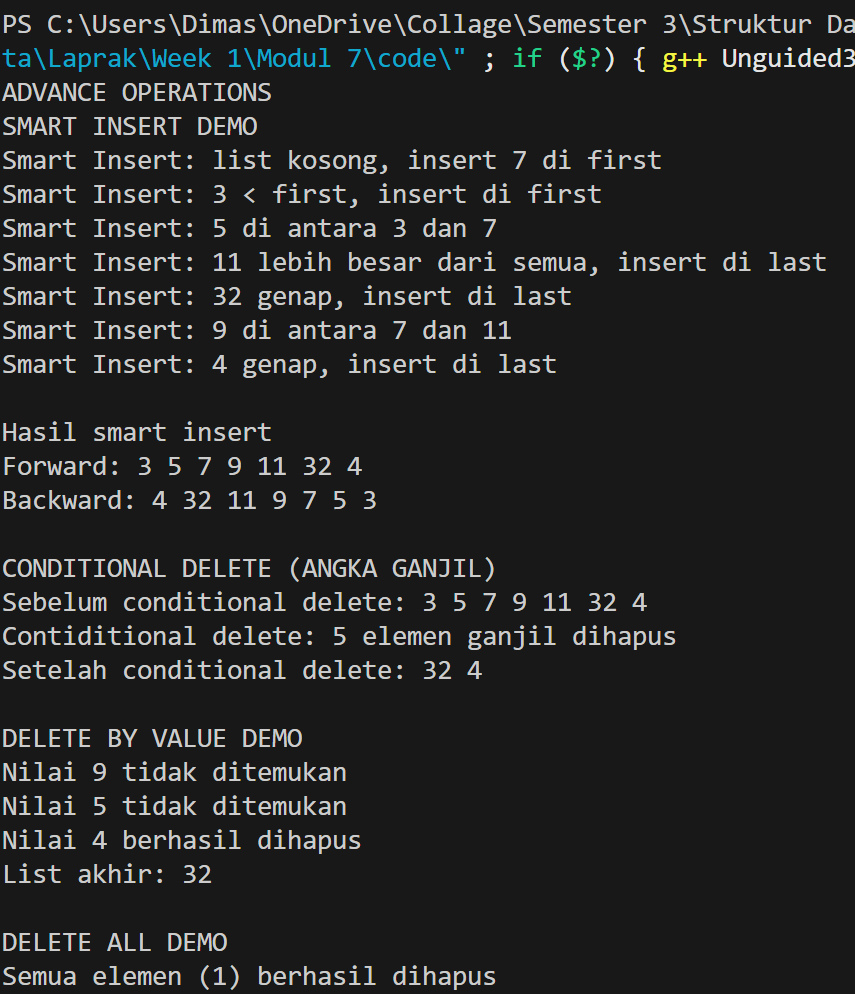 PS C:\Users\Dimas\OneDrive\Collage\Semester 3\Struktur Da
ta\Laprak\Week 1\Modul 7\code\" ; if ($?) { g++ Unguided3
ADVANCE OPERATIONS
SMART INSERT DEMO
Smart Insert: list kosong, insert 7 di first
Smart Insert: 3 < first, insert di first
Smart Insert: 5 di antara 3 dan 7
Smart Insert: 11 lebih besar dari semua, insert di last
Smart Insert: 32 genap, insert di last
Smart Insert: 9 di antara 7 dan 11
Smart Insert: 4 genap, insert di last
Hasil smart insert
Forward: 3 5 7 9 11 32 4
Backward: 4 32 11 9 7 5 3
CONDITIONAL DELETE (ANGKA GANJIL)
Sebelum conditional delete: 3 5 7 9 11 32 4
Contiditional delete: 5 elemen ganjil dihapus
Setelah conditional delete: 32 4
DELETE BY VALUE DEMO
Nilai 9 tidak ditemukan
Nilai 5 tidak ditemukan
Nilai 4 berhasil dihapus
List akhir: 32
DELETE ALL DEMO
Semua elemen (1) berhasil dihapus